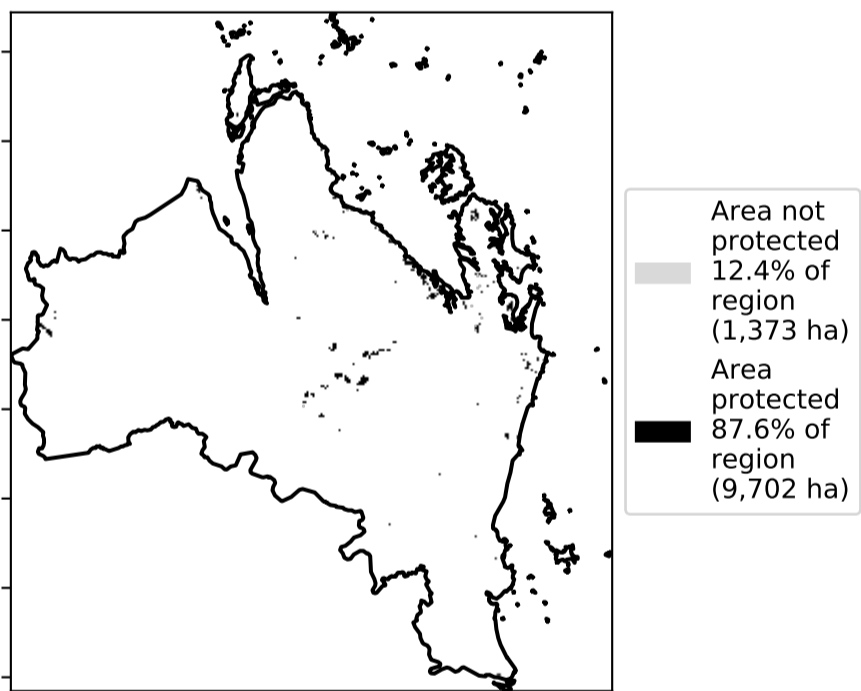 Area not
protected
12.4% of
region
(1,373 ha)
Area
protected
87.6% of
region
(9,702 ha)